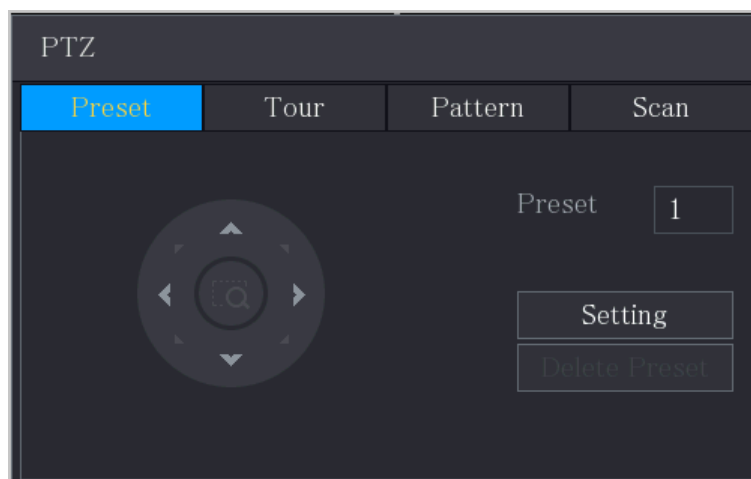 PTZ
Preset Tour Pattern Scan
Preset 1
Setting
Delete Preset